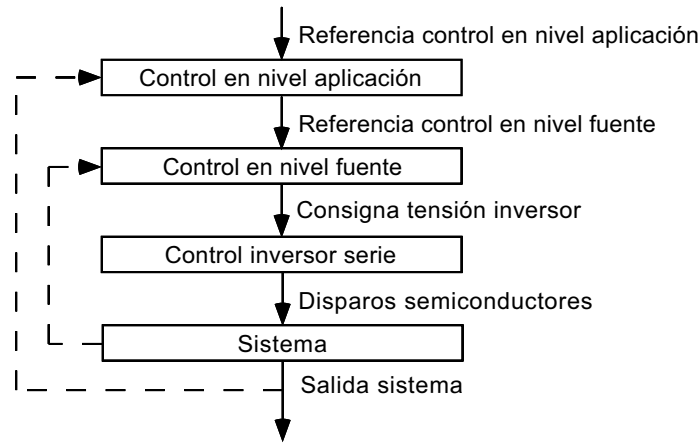 Referencia control en nivel aplicación
Control en nivel aplicación
Referencia control en nivel fuente
Control en nivel fuente
Consigna tensión inversor
Control inversor serie
Disparos semiconductores
Sistema
Salida sistema